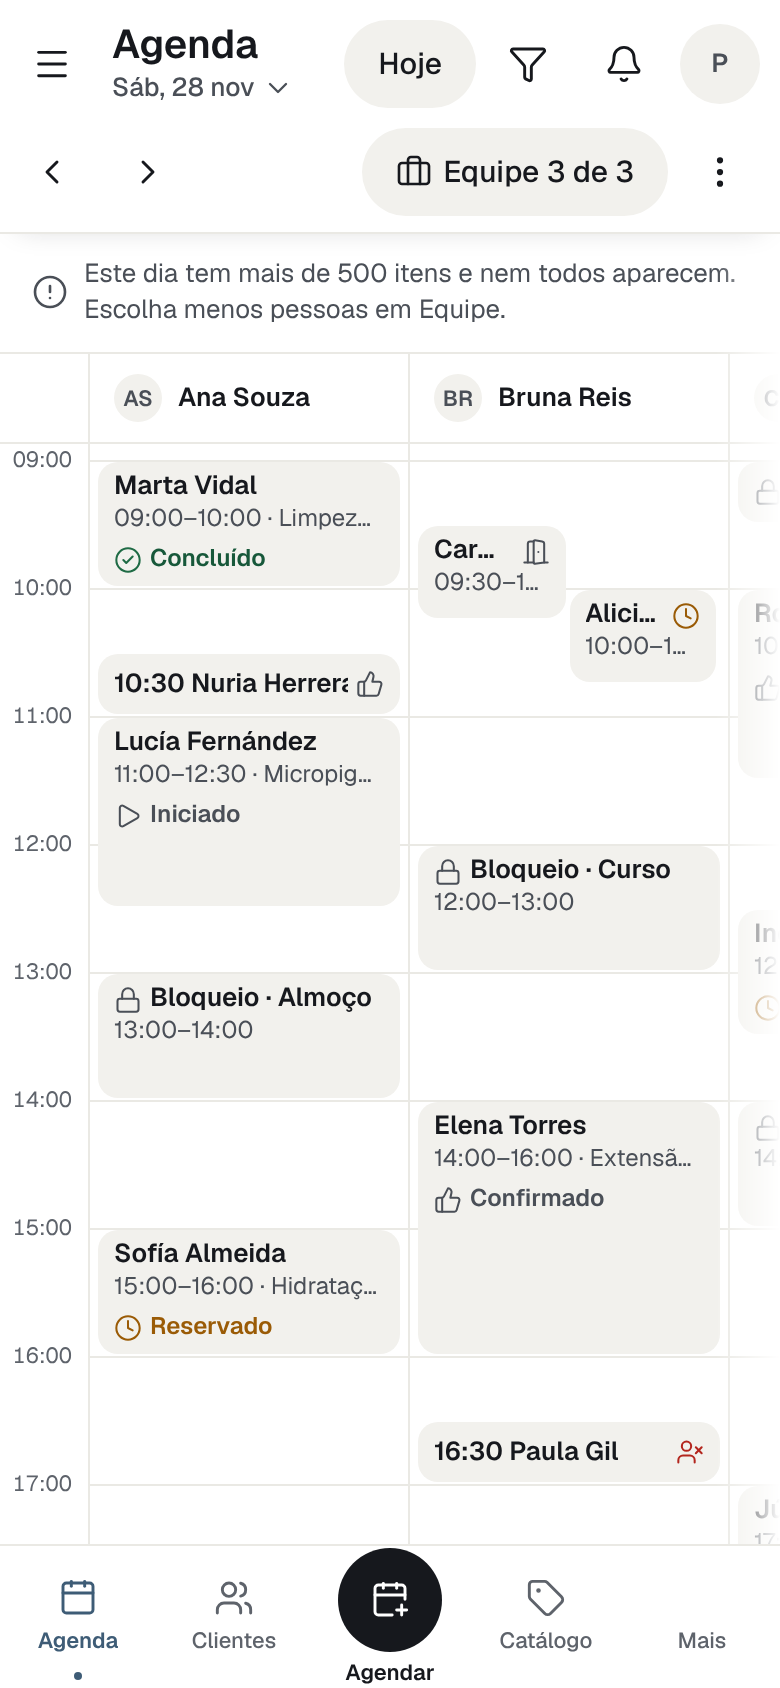 Agenda
Sáb, 28 nov
Hoje
P
Equipe 3 de 3
Este dia tem mais de 500 itens e nem todos aparecem.
Escolha menos pessoas em Equipe.
AS Ana Souza
BR Bruna Reis
09:00
Marta Vidal
09:00–10:00 · Limpez...
Concluído
Car...
09:30–1...
10:00
Alici...
10:00–1...
10:30 Nuria Herrera
11:00
Lucía Fernández
11:00–12:30 · Micropig...
Iniciado
12:00
Bloqueio · Curso
12:00–13:00
13:00
Bloqueio · Almoço
13:00–14:00
14:00
Elena Torres
14:00–16:00 · Extensã...
Confirmado
15:00
Sofía Almeida
15:00–16:00 · Hidrataç...
Reservado
16:00
16:30 Paula Gil
17:00
Agenda
Clientes
Agendar
Catálogo
Mais